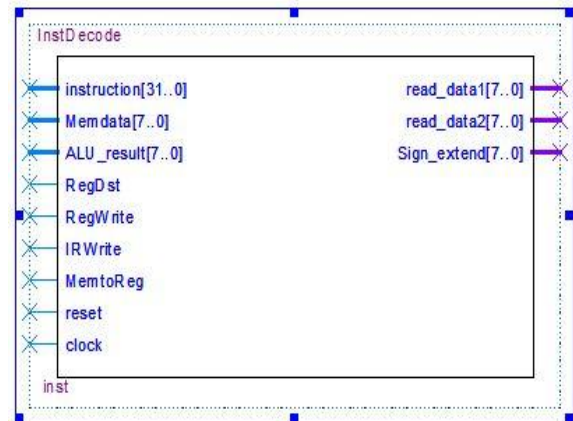 InstDecode
instruction[31..0] read_data1[7..0]
Memdata[7..0] read_data2[7..0]
ALU_result[7..0] Sign_extend[7..0]
RegDst
RegWrite
IRWrite
MemtoReg
reset
clock
inst